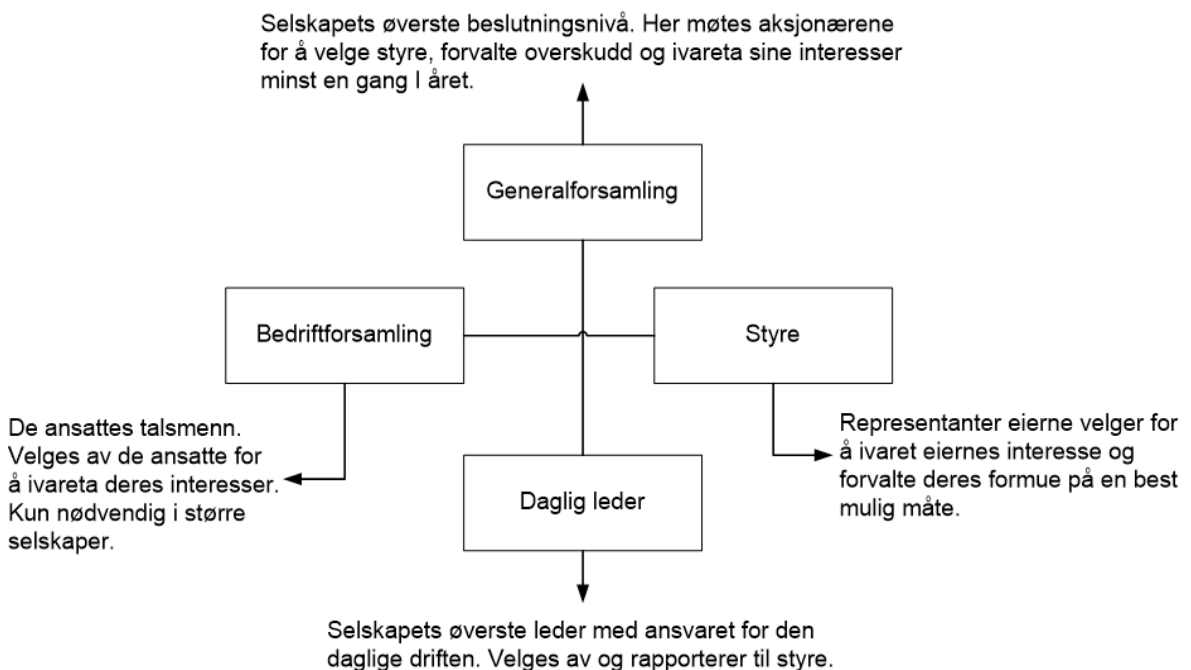 Selskapets øverste beslutningsnivå. Her møtes aksjonærene
for å velge styre, forvalte overskudd og ivareta sine interesser
minst en gang I året.
Generalforsamling
Bedriftforsamling
Styre
De ansattes talsmenn.
Velges av de ansatte for
å ivareta deres interesser.
Kun nødvendig i større
selskaper.
Representanter eierne velger for
å ivaret eiernes interesse og
forvalte deres formue på en best
mulig måte.
Daglig leder
Selskapets øverste leder med ansvaret for den
daglige driften. Velges av og rapporterer til styre.